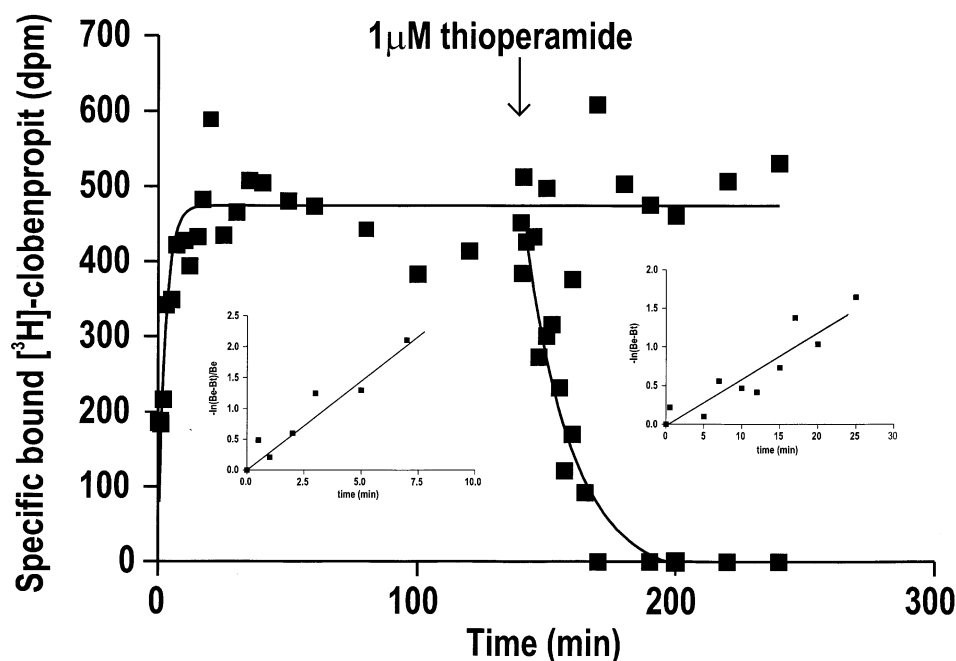 700
600
500
400
300
200
100
0
Specific bound [³H]-clobenpropit (dpm)
1μM thioperamide
2.5
2.0
1.5
1.0
0.5
0.0
-ln(Be-Bt)/Be
0.0 2.5 5.0 7.5 10.0
time (min)
2.0
1.5
1.0
0.5
0.0
-ln(Be-Bt)
0 5 10 15 20 25 30
time (min)
0 100 200 300
Time (min)